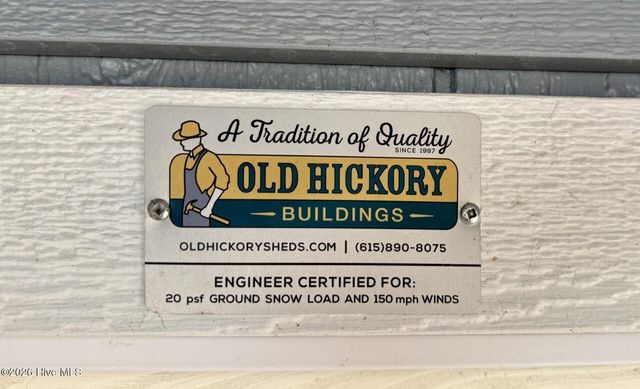 A Tradition of Quality
SINCE 1997
OLD HICKORY
BUILDINGS
OLDHICKORYSHEDS.COM | (615)890-8075
ENGINEER CERTIFIED FOR:
20 psf GROUND SNOW LOAD AND 150 mph WINDS
©2026 Hive MLS